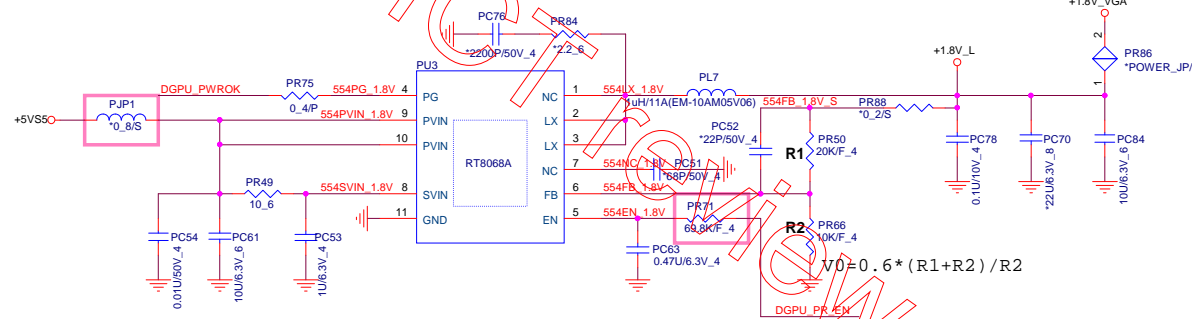 +1.8V_VGA
PC76
*2200P/50V_4
PR84
*2.2_6
PU3
+1.8V_L
2
PR86
*POWER_JP/
1
DGPU_PWROK
PR75
0_4/P
554PG_1.8V
4
PG
NC
1
554LX_1.8V
PL7
1uH/11A(EM-10AM05V06)
PJP1
*0_8/S
+5VS5
554PVIN_1.8V
9
PVIN
LX
2
554FB_1.8V_S
PR88
*0_2/S
10
PVIN
LX
3
RT8068A
PC52
*22P/50V_4
R1
PR50
20K/F_4
PC78
0.1U/10V_4
PC70
*22U/6.3V_8
PC84
10U/6.3V_6
NC
7
554NC_1.8V
PC51
*68P/50V_4
PR49
10_6
554SVIN_1.8V
8
SVIN
FB
6
554FB_1.8V
11
GND
EN
5
554EN_1.8V
PR71
69.8K/F_4
R2
PR66
10K/F_4
PC54
0.01U/50V_4
PC61
10U/6.3V_6
PC53
1U/6.3V_4
PC63
0.47U/6.3V_4
V0=0.6*(R1+R2)/R2
DGPU_PR_EN